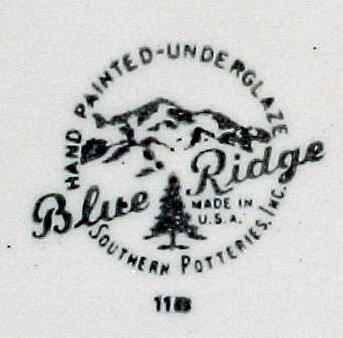 HAND PAINTED-UNDERGLAZE
Blue Ridge
MADE IN
U.S.A.
SOUTHERN POTTERIES, INC.
11B